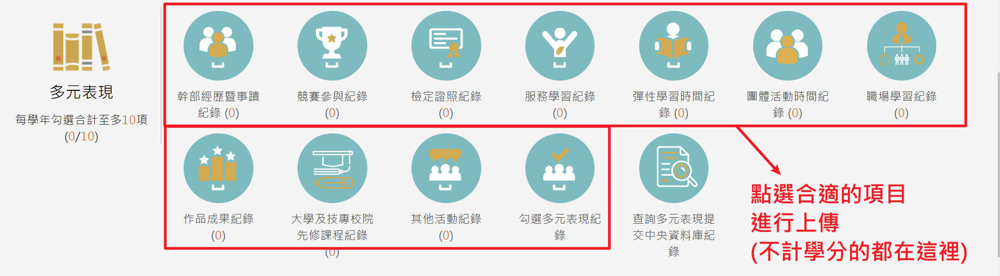 多元表現
每學年勾選合計至多10項
(0/10)
幹部經歷暨事蹟
紀錄 (0)
競賽參與紀錄
(0)
檢定證照紀錄
(0)
服務學習紀錄
(0)
彈性學習時間紀
錄 (0)
團體活動時間紀
錄 (0)
職場學習紀錄
(0)
作品成果紀錄
(0)
大學及技專校院
先修課程紀錄
(0)
其他活動紀錄
(0)
勾選多元表現紀
錄
查詢多元表現提
交中央資料庫紀
錄
點選合適的項目
進行上傳
(不計學分的都在這裡)